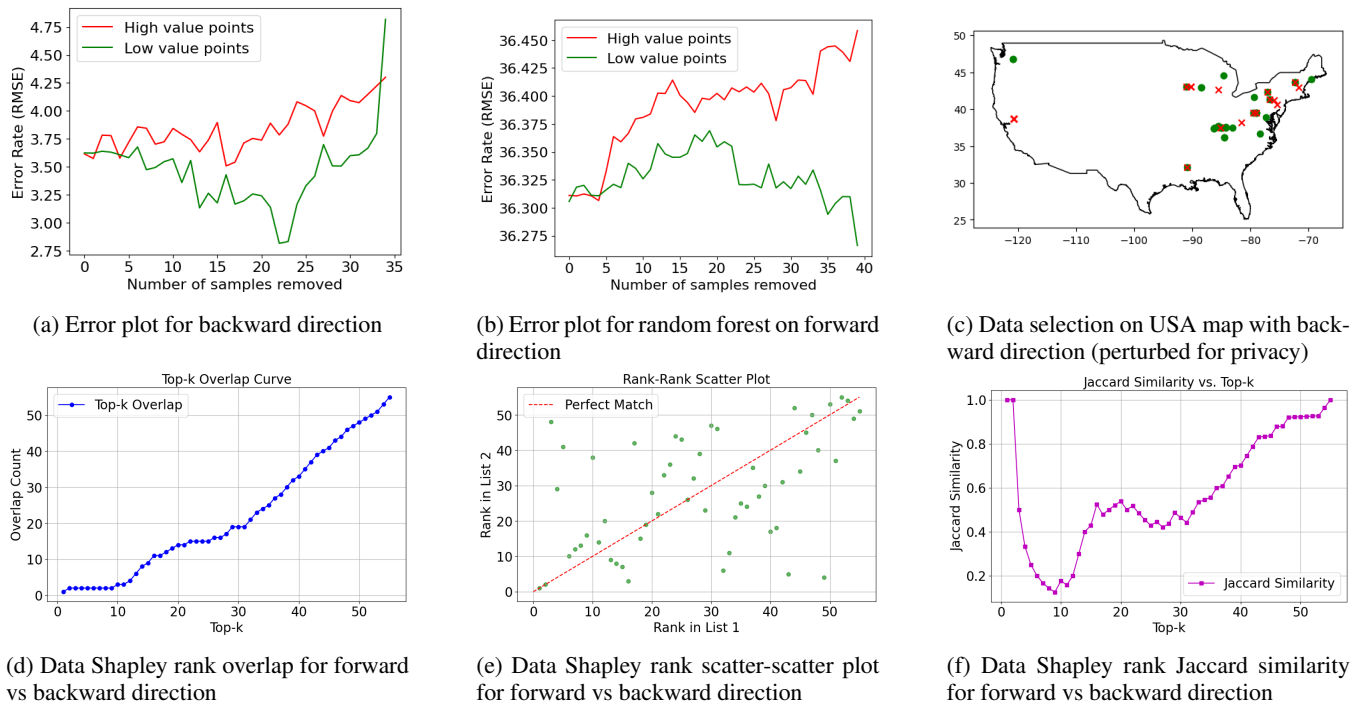 High value points
Low value points
Error Rate (RMSE)
4.75
4.50
4.25
4.00
3.75
3.50
3.25
3.00
2.75
0 5 10 15 20 25 30 35
Number of samples removed
(a) Error plot for backward direction
High value points
Low value points
Error Rate (RMSE)
36.450
36.425
36.400
36.375
36.350
36.325
36.300
36.275
0 5 10 15 20 25 30 35 40
Number of samples removed
(b) Error plot for random forest on forward
direction
50
45
40
35
30
25
−120 −110 −100 −90 −80 −70
(c) Data selection on USA map with back-
ward direction (perturbed for privacy)
Top-k Overlap Curve
Top-k Overlap
Overlap Count
50
40
30
20
10
0
0 10 20 30 40 50
Top-k
(d) Data Shapley rank overlap for forward
vs backward direction
Rank-Rank Scatter Plot
Perfect Match
Rank in List 2
50
40
30
20
10
0
0 10 20 30 40 50
Rank in List 1
(e) Data Shapley rank scatter-scatter plot
for forward vs backward direction
Jaccard Similarity vs. Top-k
Jaccard Similarity
1.0
0.8
0.6
0.4
0.2
Jaccard Similarity
0 10 20 30 40 50
Top-k
(f) Data Shapley rank Jaccard similarity
for forward vs backward direction